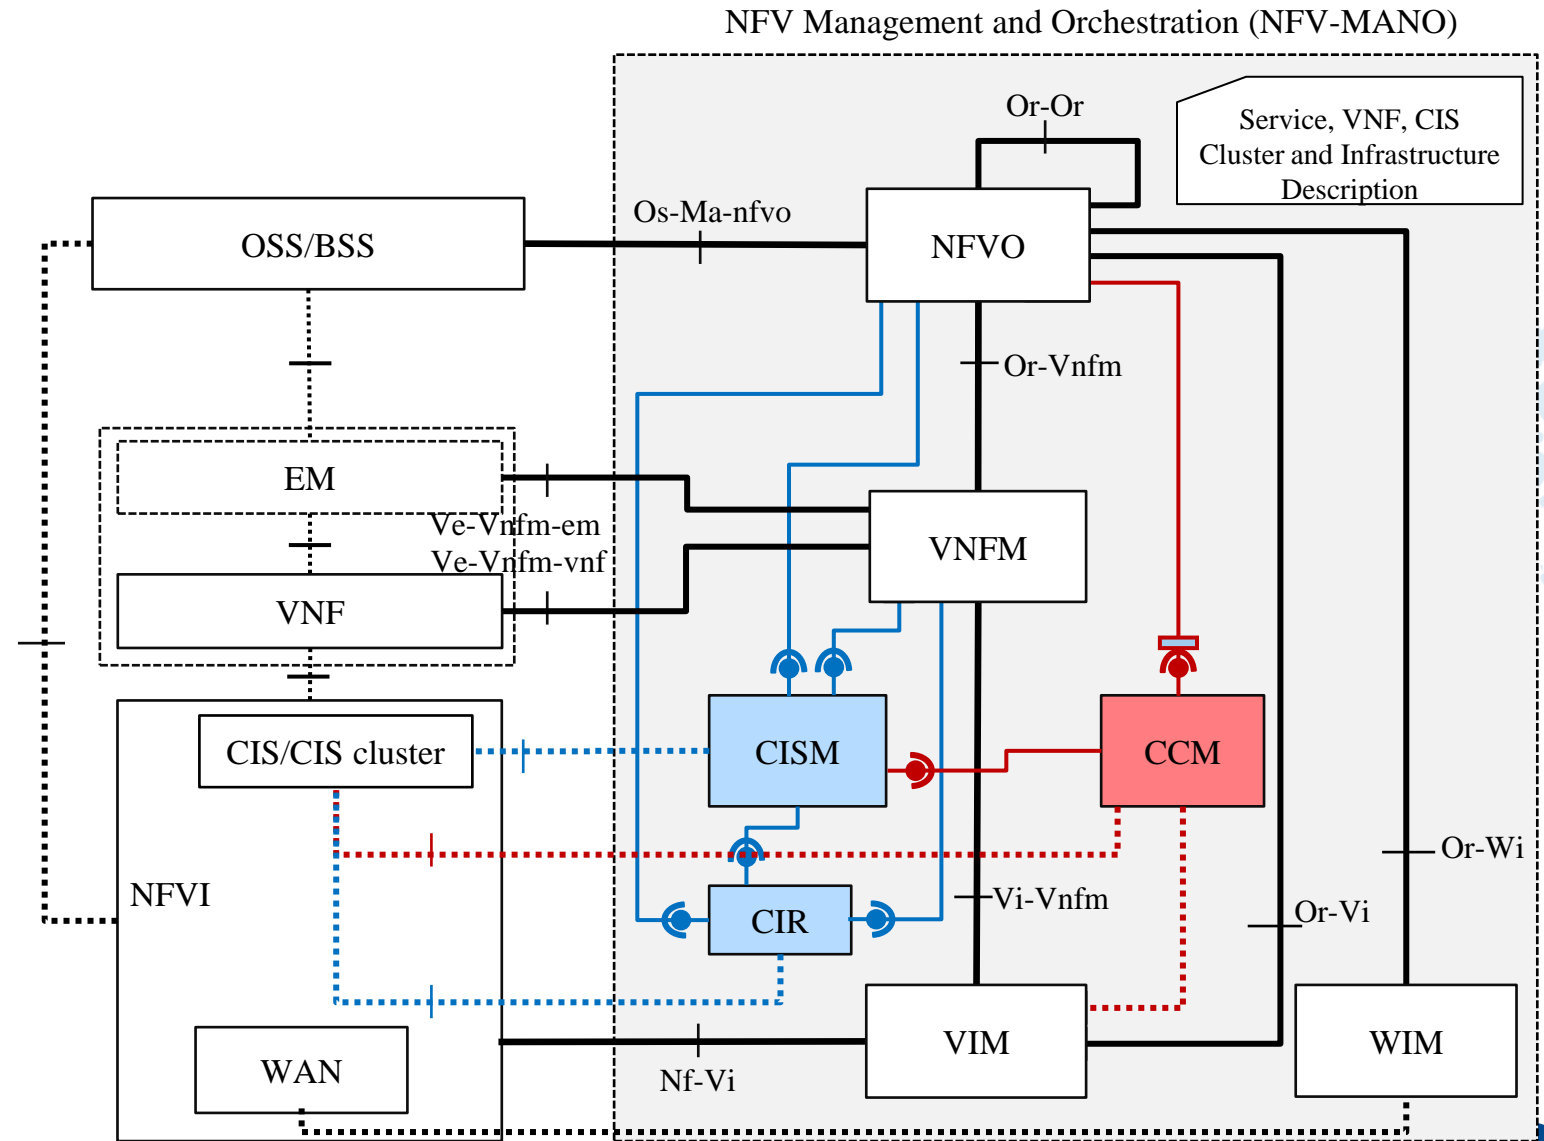 NFV Management and Orchestration (NFV-MANO)
Or-Or
Service, VNF, CIS
Cluster and Infrastructure
Description
Os-Ma-nfvo
OSS/BSS
NFVO
Or-Vnfm
EM
Ve-Vnfm-em
VNFM
Ve-Vnfm-vnf
VNF
CIS/CIS cluster
CISM
CCM
Or-Wi
NFVI
Vi-Vnfm
Or-Vi
CIR
VIM
WIM
WAN
Nf-Vi